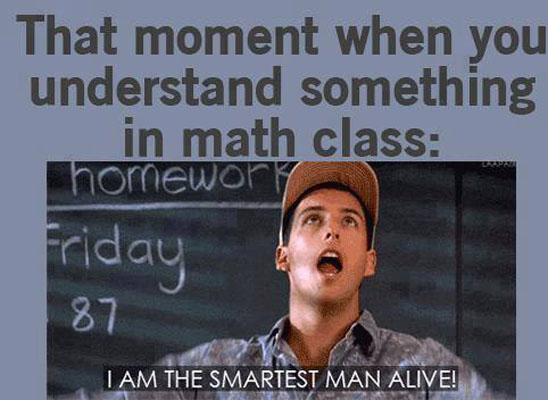 That moment when you
understand something
in math class:
homework
Friday
87
I AM THE SMARTEST MAN ALIVE!